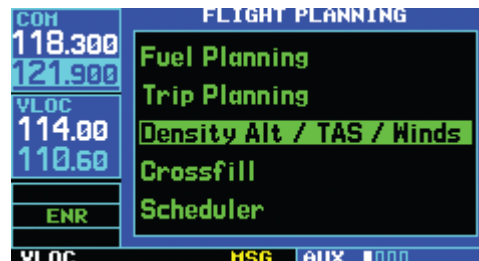 COM
118.300
121.900
VLOC
114.00
110.60
ENR
VLOC
FLIGHT PLANNING
Fuel Planning
Trip Planning
Density Alt / TAS / Winds
Crossfill
Scheduler
MSG
AUX